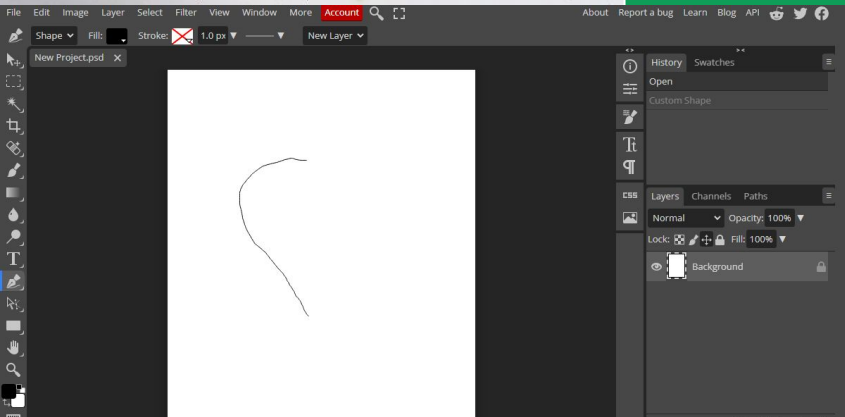 File Edit Image Layer Select Filter View Window More Account About Report a bug Learn Blog API
Shape Fill: Stroke: 1.0 px New Layer
New Project.psd X
History Swatches
Open
Custom Shape
CSS
Layers Channels Paths
Normal Opacity: 100%
Lock: Fill: 100%
Background